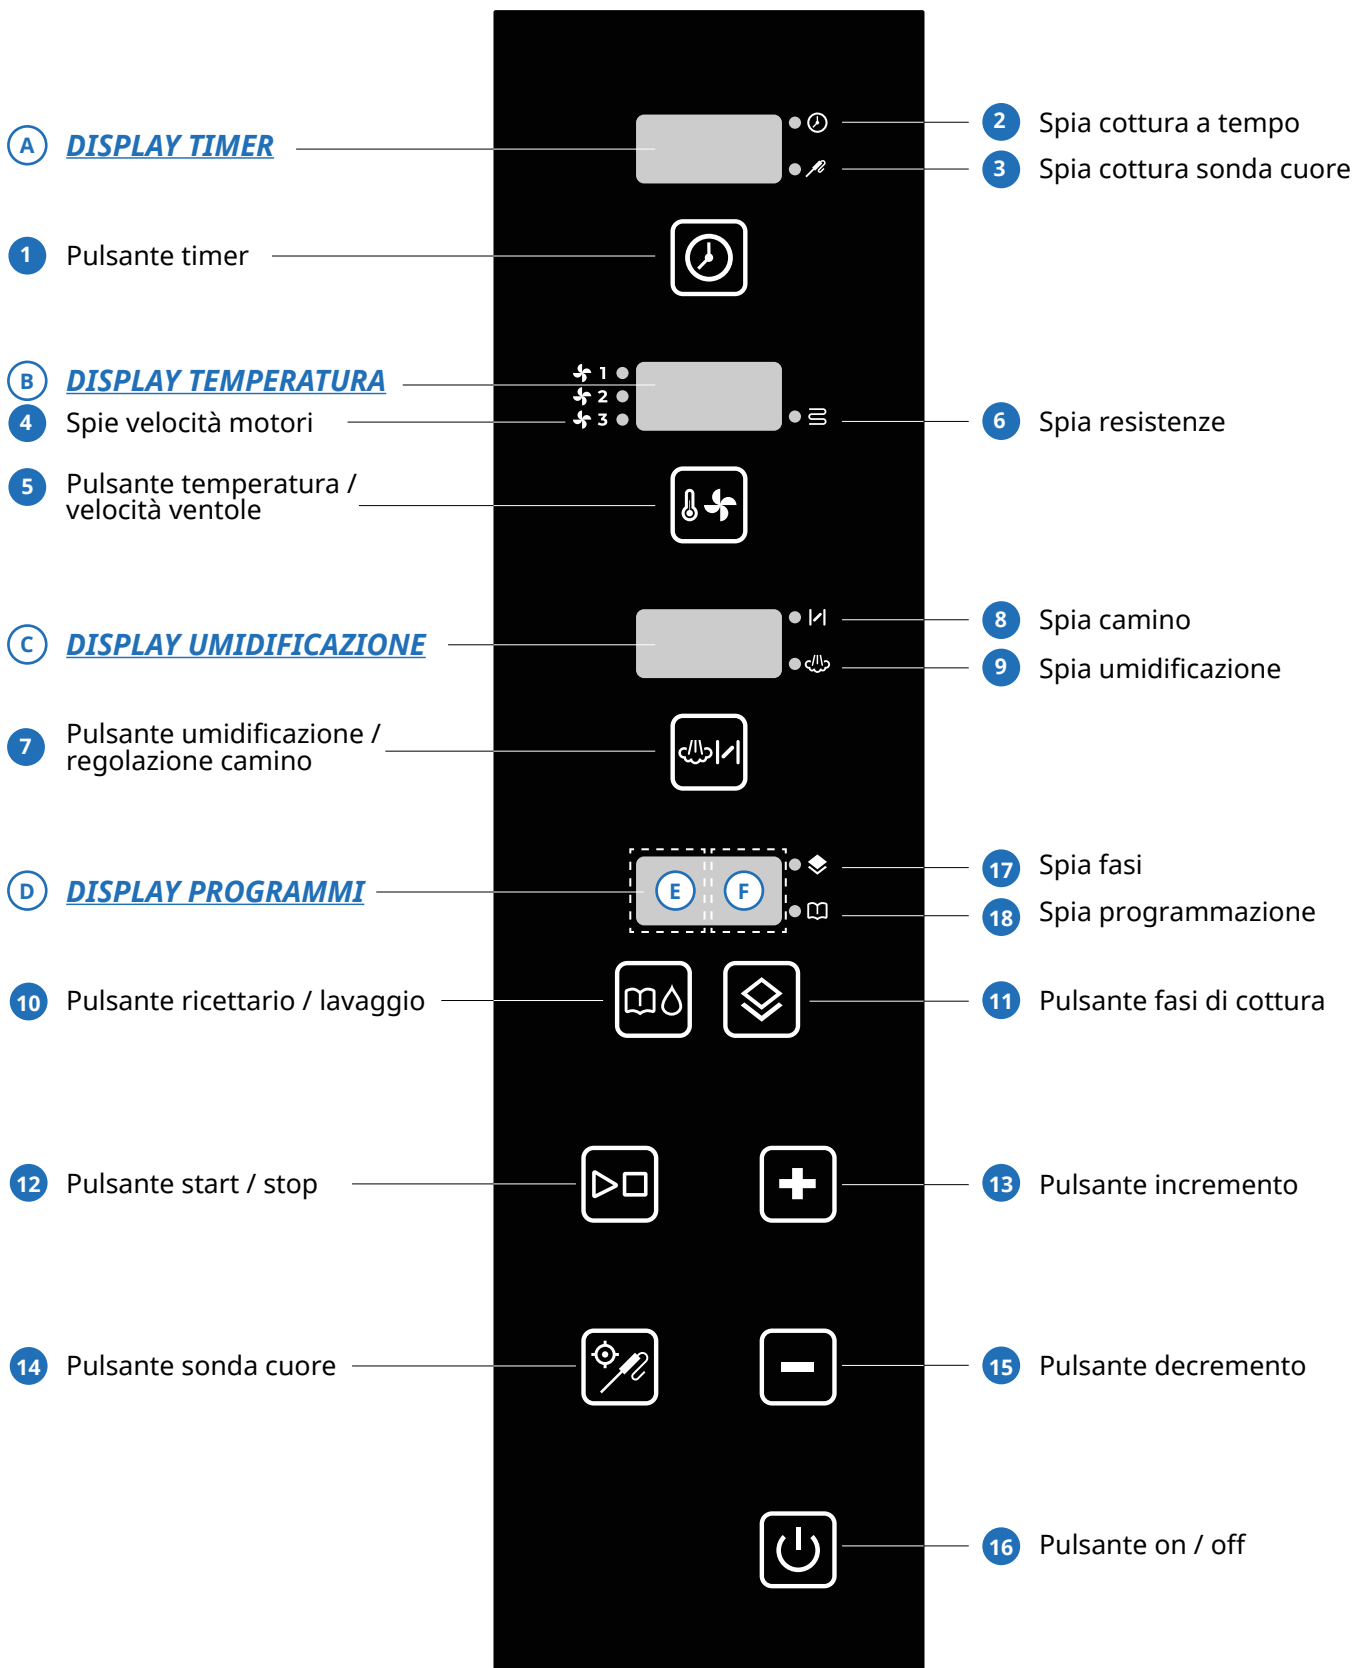 A DISPLAY TIMER
2 Spia cottura a tempo
3 Spia cottura sonda cuore
1 Pulsante timer
B DISPLAY TEMPERATURA
1
2
3
4 Spie velocità motori
6 Spia resistenze
5 Pulsante temperatura /
velocità ventole
C DISPLAY UMIDIFICAZIONE
8 Spia camino
9 Spia umidificazione
7 Pulsante umidificazione /
regolazione camino
D DISPLAY PROGRAMMI
E F
17 Spia fasi
18 Spia programmazione
10 Pulsante ricettario / lavaggio
11 Pulsante fasi di cottura
12 Pulsante start / stop
13 Pulsante incremento
14 Pulsante sonda cuore
15 Pulsante decremento
16 Pulsante on / off